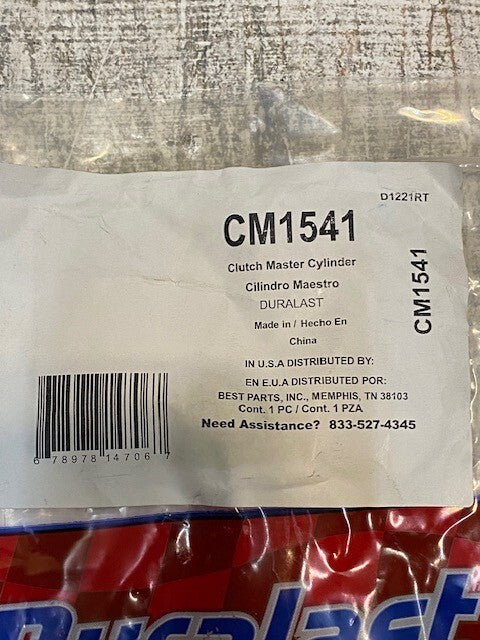 D1221RT
CM1541
CM1541
Clutch Master Cylinder
Cilindro Maestro
DURALAST
Made in / Hecho En
China
IN U.S.A DISTRIBUTED BY:
EN E.U.A DISTRIBUTED POR:
BEST PARTS, INC., MEMPHIS, TN 38103
Cont. 1 PC / Cont. 1 PZA
Need Assistance? 833-527-4345
6 78978 14706 7
Duralast